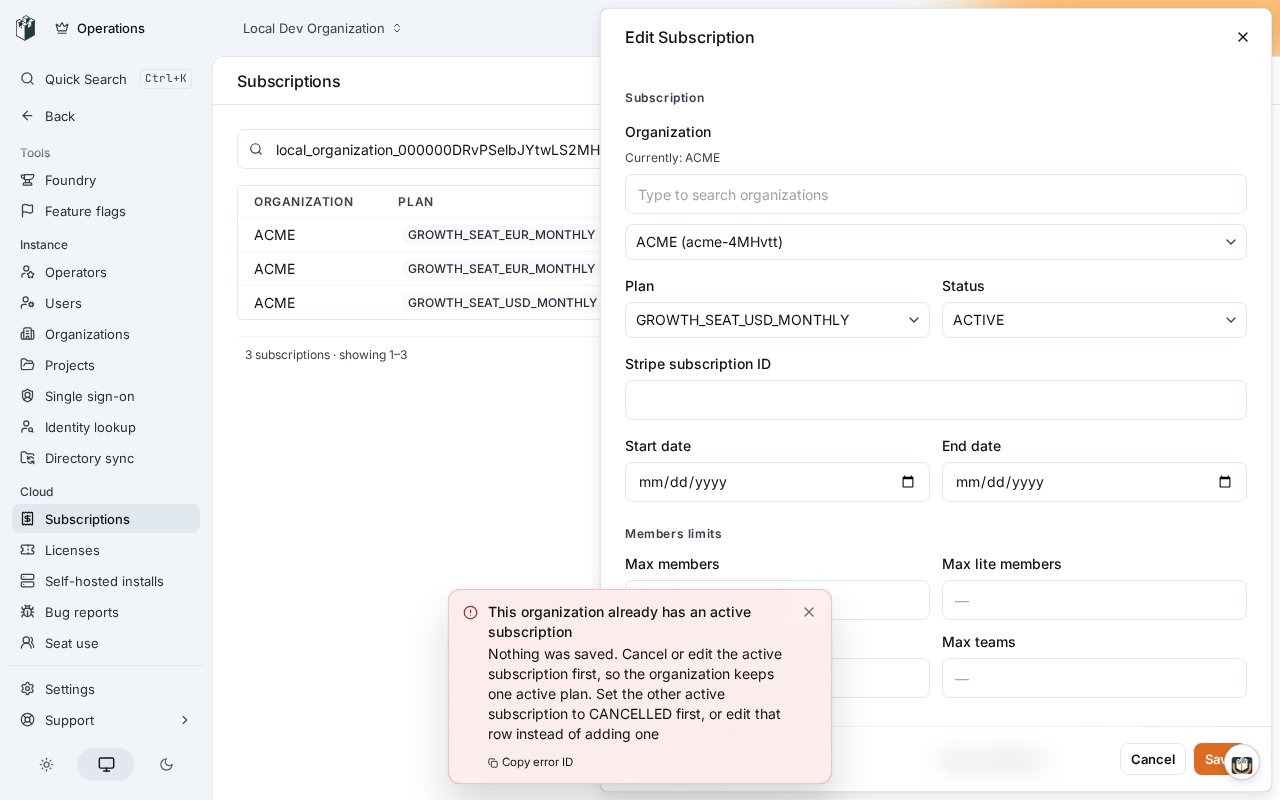 Operations
Local Dev Organization
Edit Subscription
Quick Search Ctrl+K
Back
Tools
Foundry
Feature flags
Instance
Operators
Users
Organizations
Projects
Single sign-on
Identity lookup
Directory sync
Cloud
Subscriptions
Licenses
Self-hosted installs
Bug reports
Seat use
Settings
Support
Subscriptions
local_organization_000000DRvPSelbJYtwLS2MH
ORGANIZATION PLAN
ACME GROWTH_SEAT_EUR_MONTHLY
ACME GROWTH_SEAT_EUR_MONTHLY
ACME GROWTH_SEAT_USD_MONTHLY
3 subscriptions · showing 1–3
Subscription
Organization
Currently: ACME
Type to search organizations
ACME (acme-4MHvtt)
Plan Status
GROWTH_SEAT_USD_MONTHLY ACTIVE
Stripe subscription ID
Start date End date
mm/dd/yyyy mm/dd/yyyy
Members limits
Max members Max lite members
—
Max teams
—
This organization already has an active
subscription
Nothing was saved. Cancel or edit the active
subscription first, so the organization keeps
one active plan. Set the other active
subscription to CANCELLED first, or edit that
row instead of adding one
Copy error ID
Cancel